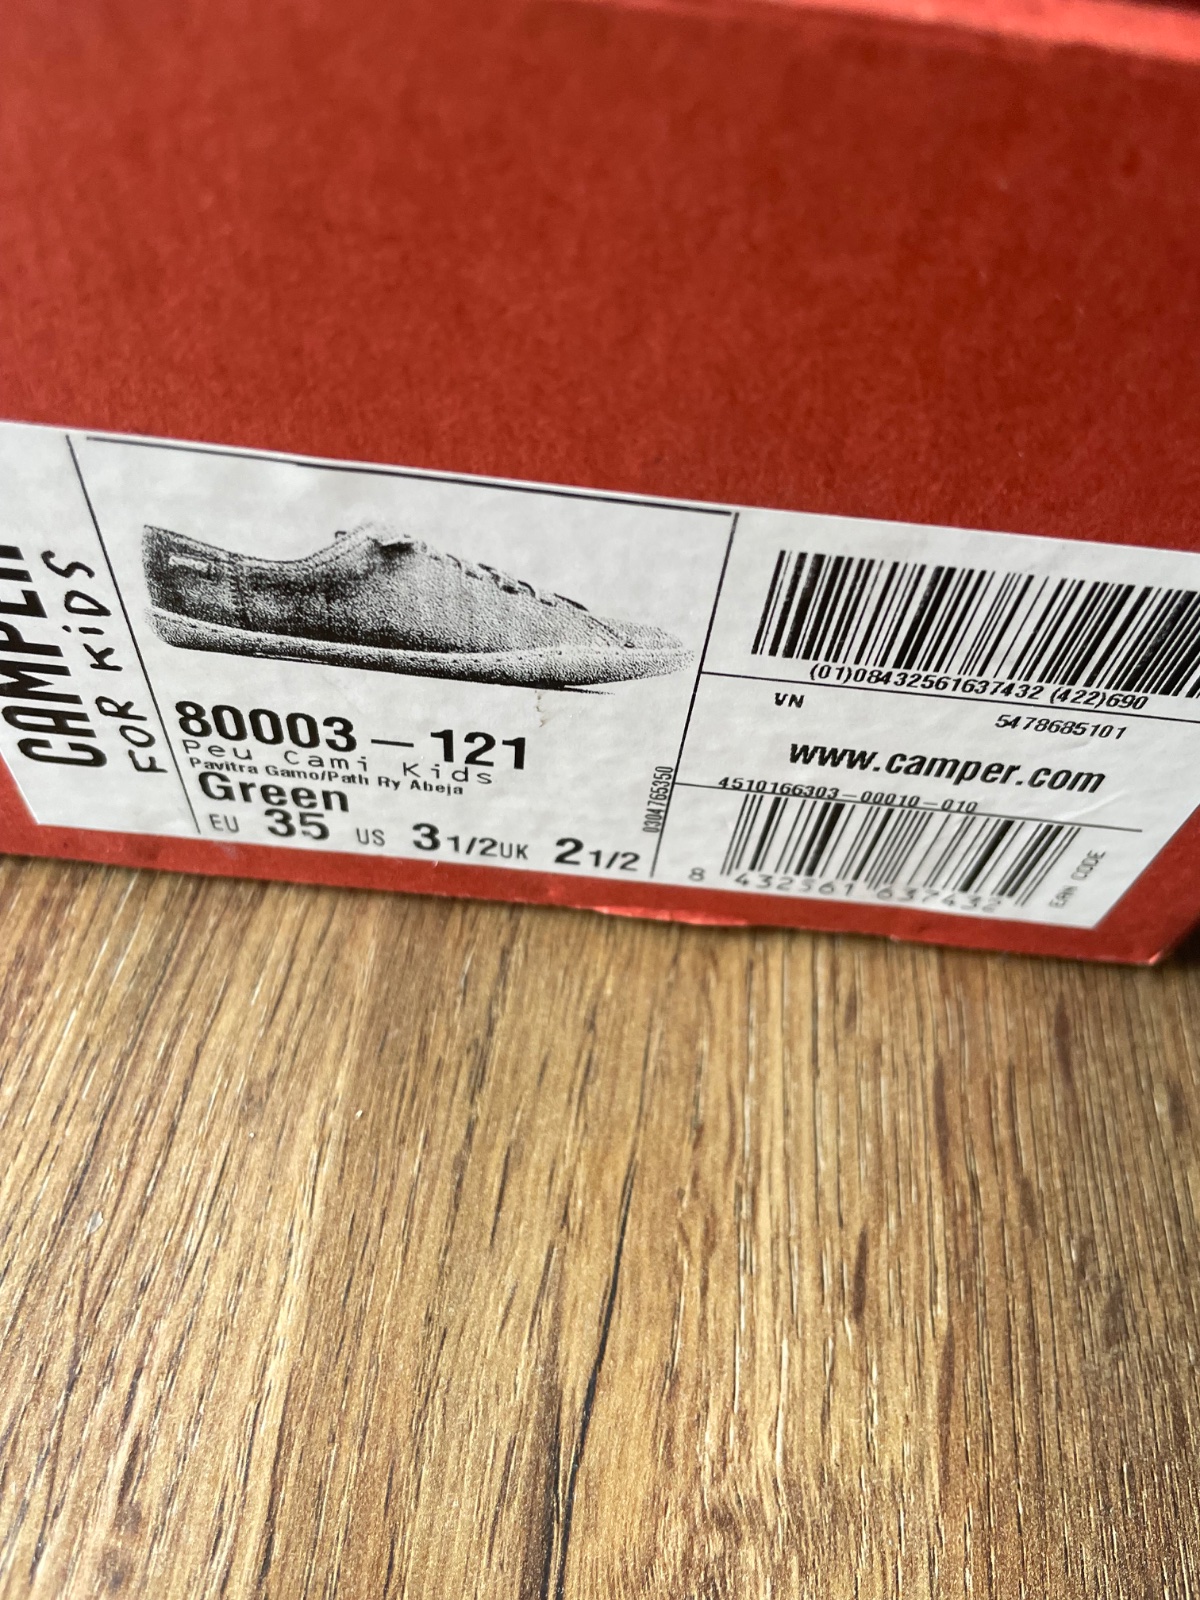 CAMPER
FOR KiDS
80003-121
Peu Cami Kids
Pavitra Gamo/Path Ry Abeja
Green
EU 35 US 3 1/2 UK 2 1/2
0304765350
(01)08432561637432 (422)690
VN
5478685101
www.camper.com
4510166303-00010-010
8 432561 637432
EAN CODE